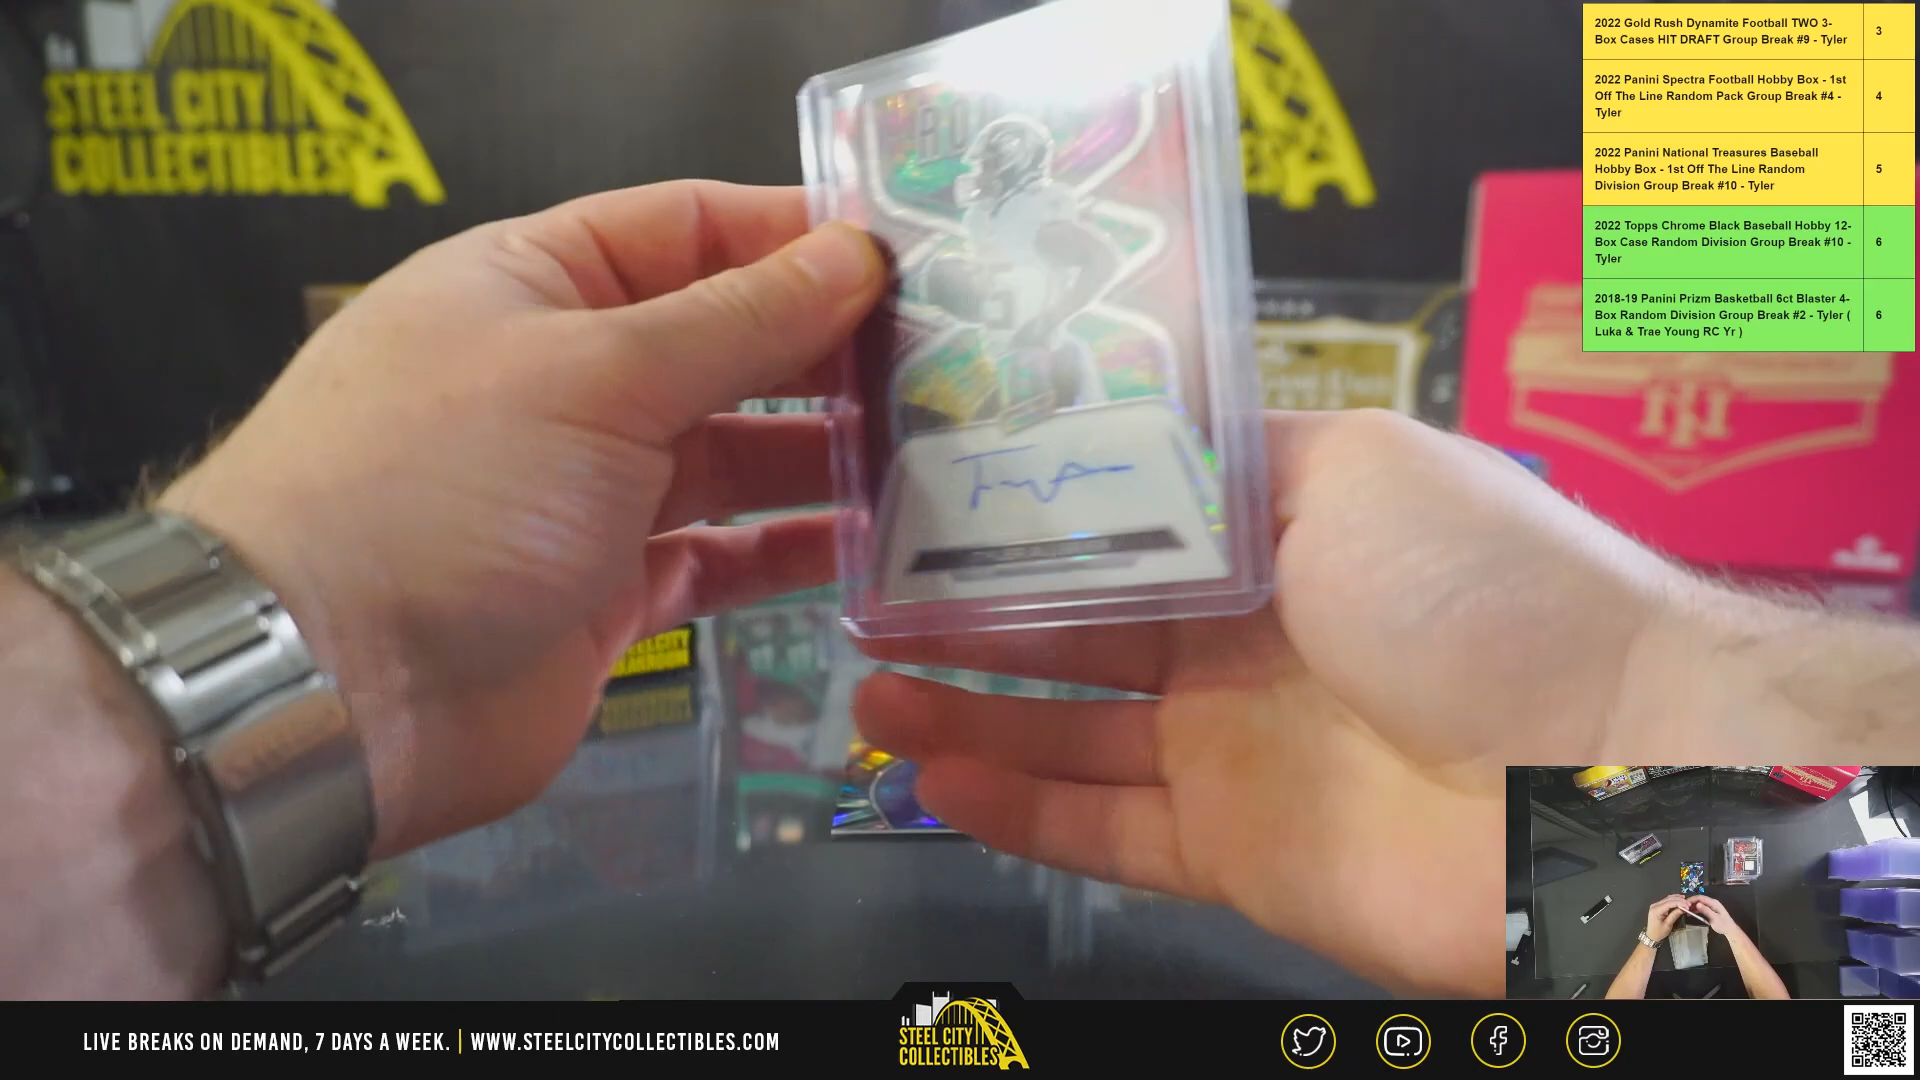 STEEL CITY
COLLECTIBLES
2022 Gold Rush Dynamite Football TWO 3-
Box Cases HIT DRAFT Group Break #9 - Tyler
3
2022 Panini Spectra Football Hobby Box - 1st
Off The Line Random Pack Group Break #4 -
Tyler
4
2022 Panini National Treasures Baseball
Hobby Box - 1st Off The Line Random
Division Group Break #10 - Tyler
5
2022 Topps Chrome Black Baseball Hobby 12-
Box Case Random Division Group Break #10 -
Tyler
6
2018-19 Panini Prizm Basketball 6ct Blaster 4-
Box Random Division Group Break #2 - Tyler (
Luka & Trae Young RC Yr )
6
LIVE BREAKS ON DEMAND, 7 DAYS A WEEK. | WWW.STEELCITYCOLLECTIBLES.COM
STEEL CITY
COLLECTIBLES